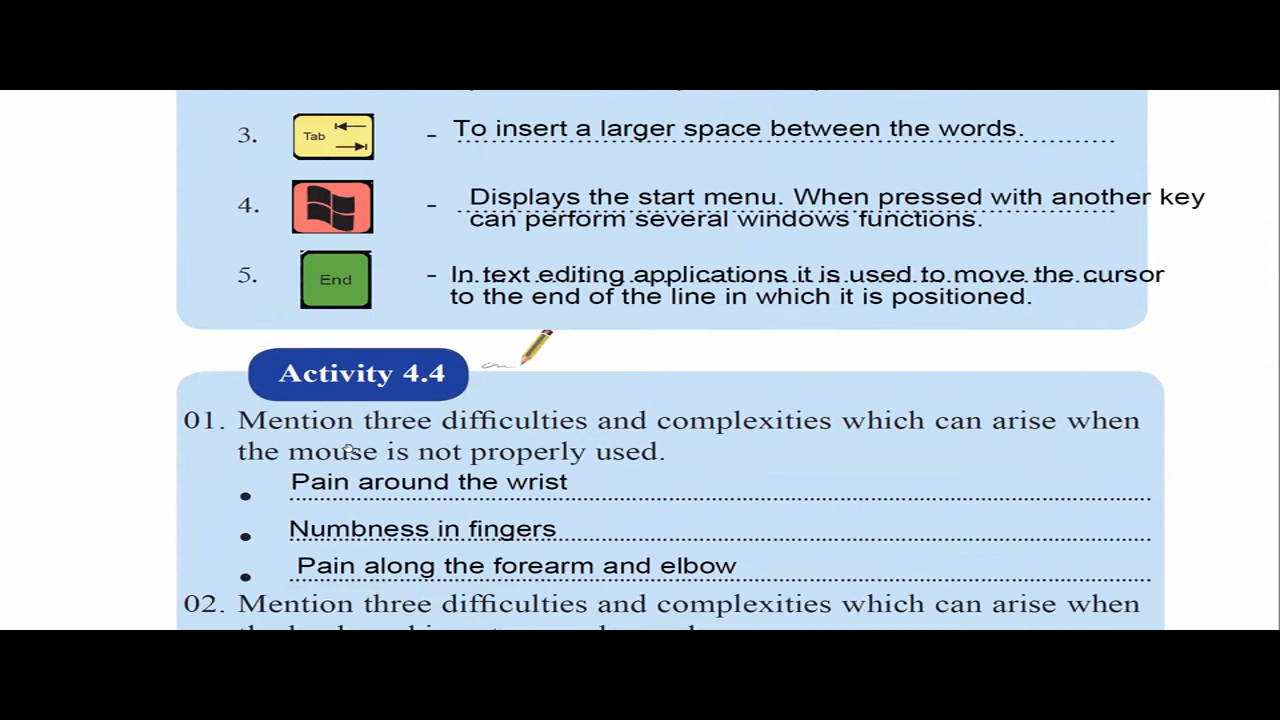 3. Tab - To insert a larger space between the words.
4. - Displays the start menu. When pressed with another key
can perform several windows functions.
5. End - In text editing applications it is used to move the cursor
to the end of the line in which it is positioned.
Activity 4.4
01. Mention three difficulties and complexities which can arise when
the mouse is not properly used.
• Pain around the wrist
• Numbness in fingers
• Pain along the forearm and elbow
02. Mention three difficulties and complexities which can arise when